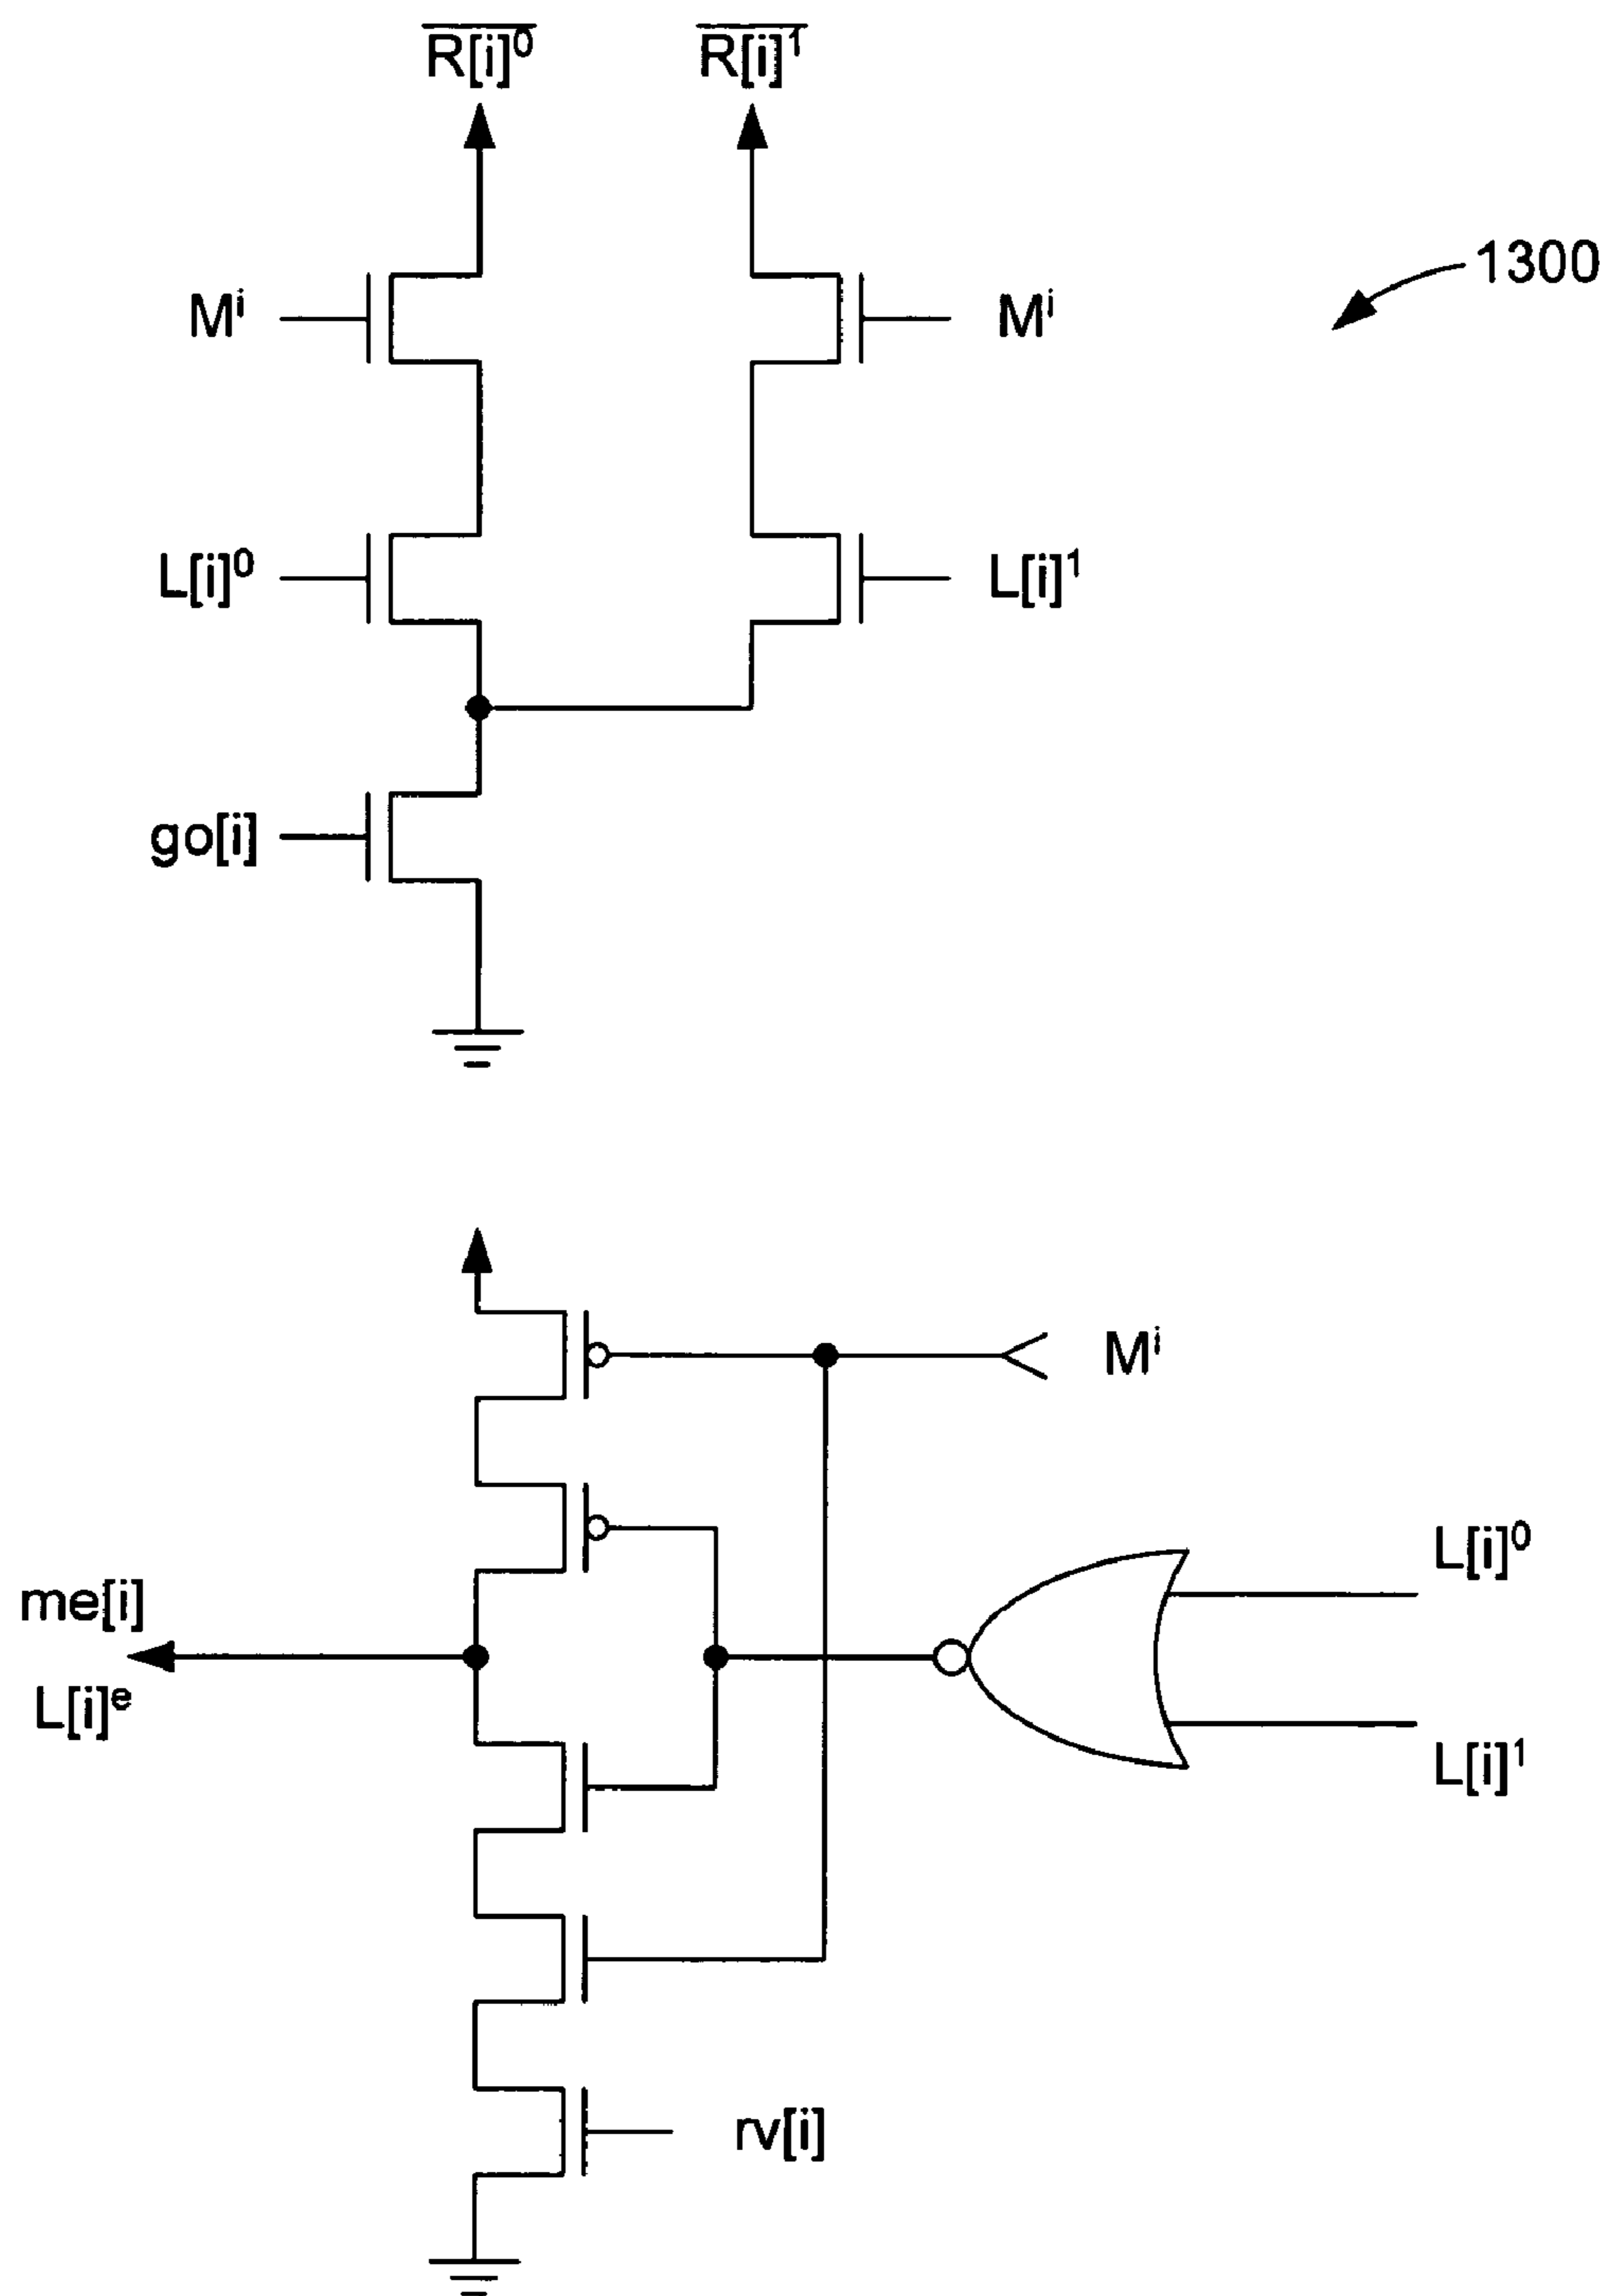 R[i]⁰ R[i]¹
1300
Mⁱ Mⁱ
L[i]⁰ L[i]¹
go[i]
Mⁱ
L[i]⁰
me[i]
L[i]ᵉ
L[i]¹
rv[i]